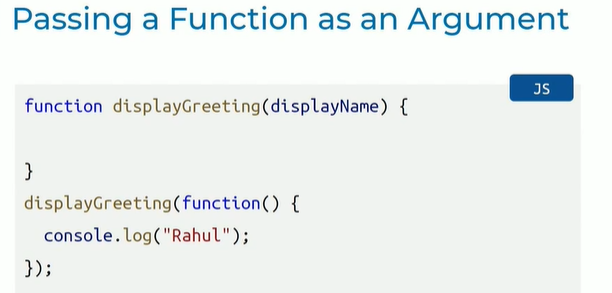 Passing a Function as an Argument
JS
function displayGreeting(displayName) {
}
displayGreeting(function() {
console.log("Rahul");
});